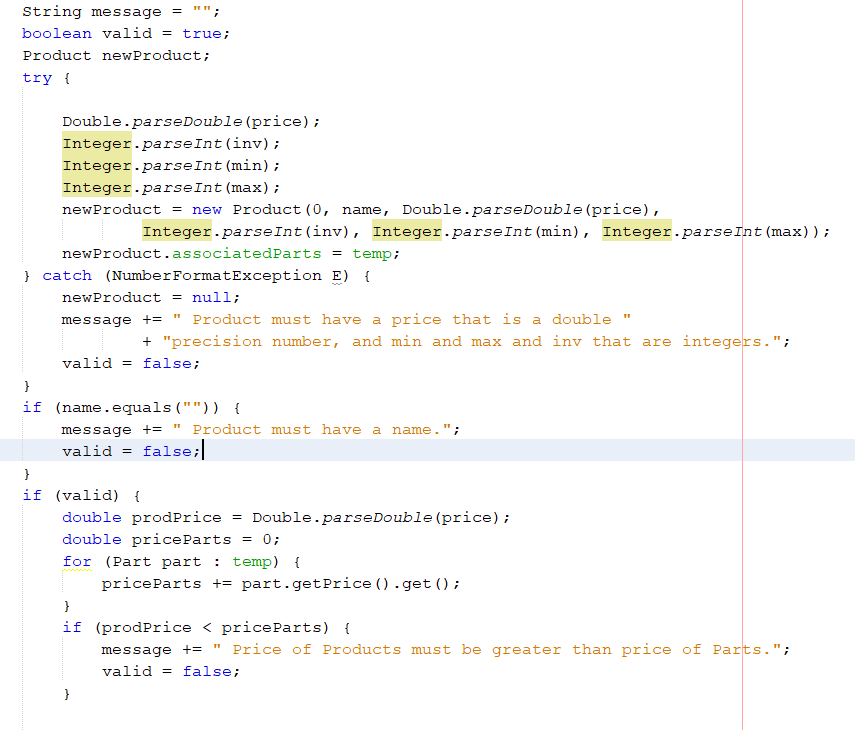 String message = "";
boolean valid = true;
Product newProduct;
try {
Double.parseDouble(price);
Integer.parseInt(inv);
Integer.parseInt(min);
Integer.parseInt(max);
newProduct = new Product(0, name, Double.parseDouble(price),
Integer.parseInt(inv), Integer.parseInt(min), Integer.parseInt(max));
newProduct.associatedParts = temp;
} catch (NumberFormatException E) {
newProduct = null;
message += " Product must have a price that is a double "
+ "precision number, and min and max and inv that are integers.";
valid = false;
}
if (name.equals("")) {
message += " Product must have a name.";
valid = false;
}
if (valid) {
double prodPrice = Double.parseDouble(price);
double priceParts = 0;
for (Part part : temp) {
priceParts += part.getPrice().get();
}
if (prodPrice < priceParts) {
message += " Price of Products must be greater than price of Parts.";
valid = false;
}